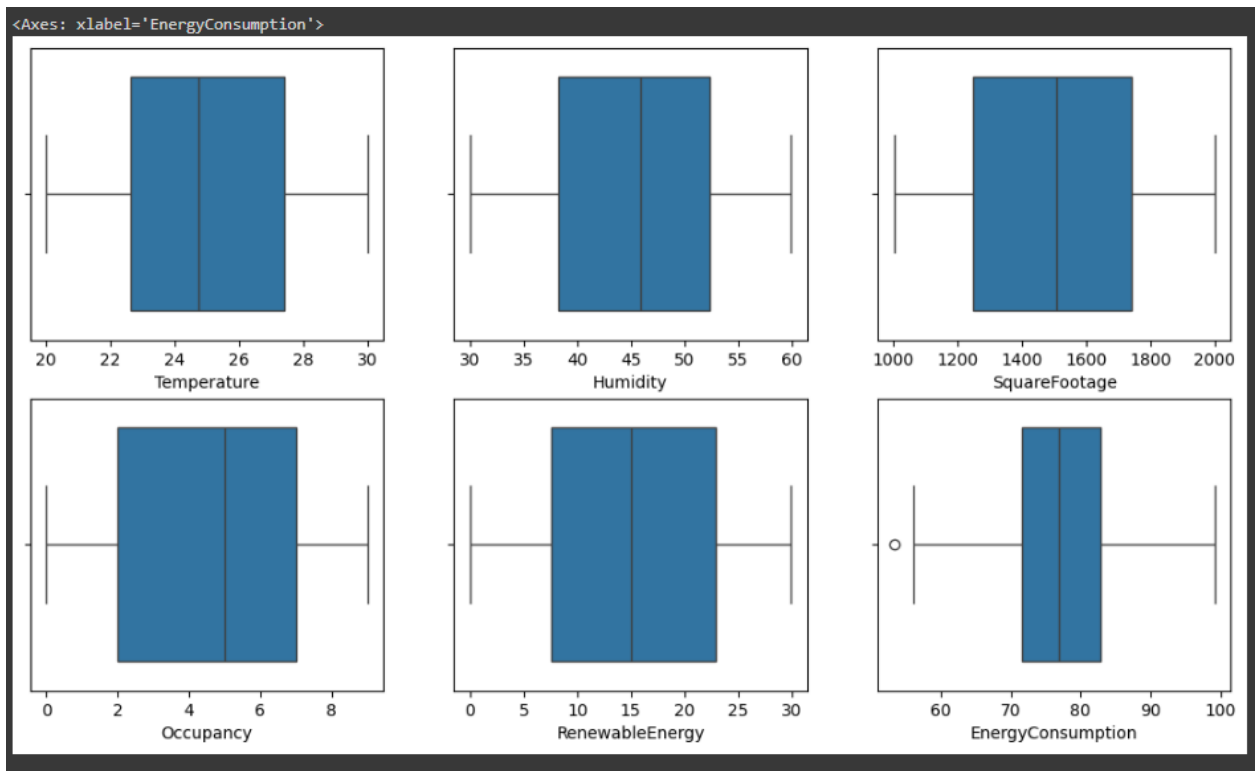 <Axes: xlabel='EnergyConsumption'>
20 22 24 26 28 30
Temperature
30 35 40 45 50 55 60
Humidity
1000 1200 1400 1600 1800 2000
SquareFootage
0 2 4 6 8
Occupancy
0 5 10 15 20 25 30
RenewableEnergy
60 70 80 90 100
EnergyConsumption